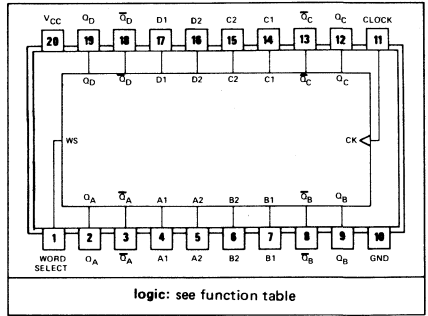 VCC QD Q̅D D1 D2 C2 C1 Q̅C QC CLOCK
20 19 18 17 16 15 14 13 12 11
QD Q̅D D1 D2 C2 C1 Q̅C QC
WS CK
QA Q̅A A1 A2 B2 B1 Q̅B QB
1 2 3 4 5 6 7 8 9 10
WORD SELECT QA Q̅A A1 A2 B2 B1 Q̅B QB GND
logic: see function table